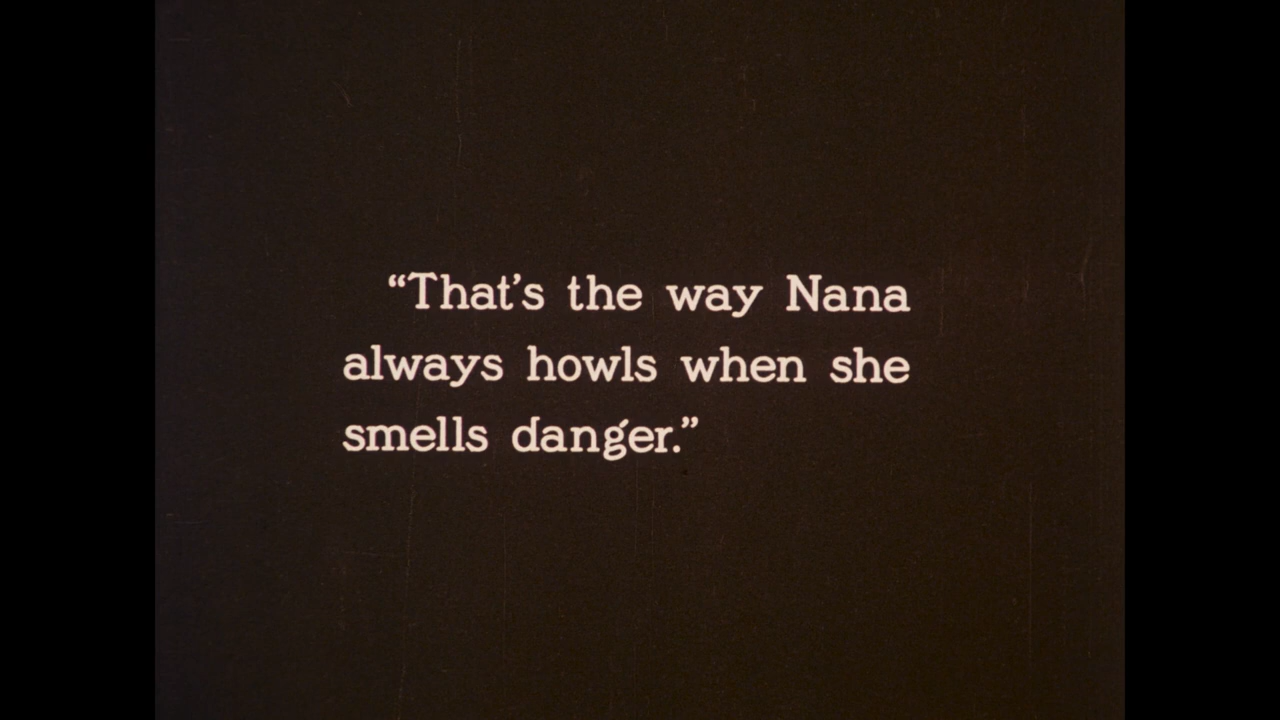 “That’s the way Nana
always howls when she
smells danger.”